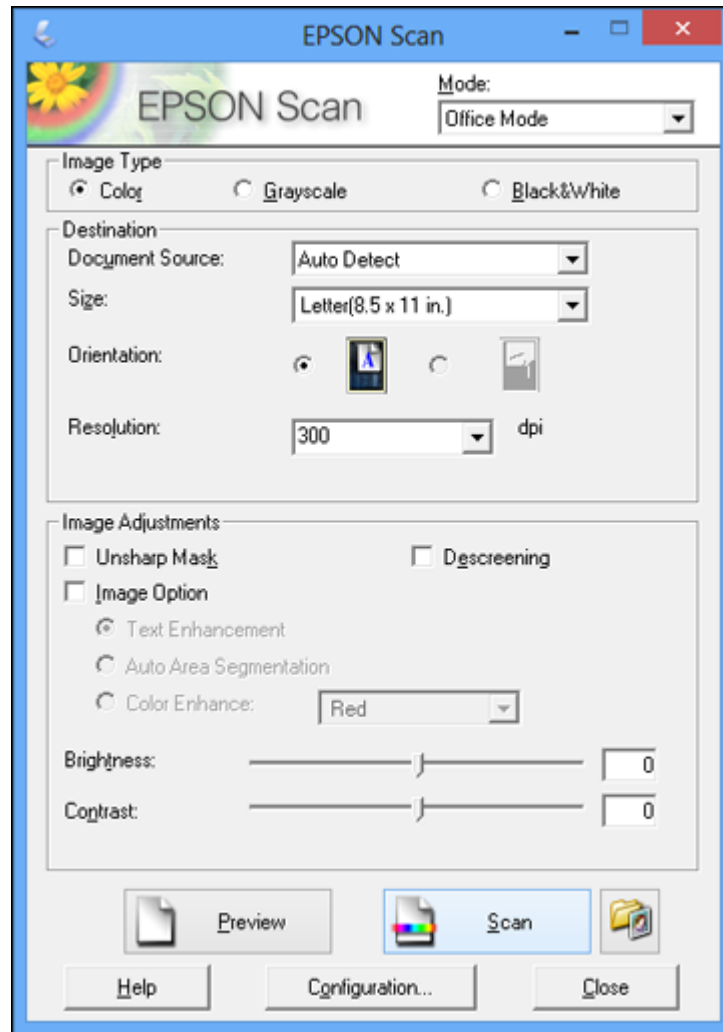 EPSON Scan
EPSON Scan
Mode:
Office Mode
Image Type
Color Grayscale Black&White
Destination
Document Source: Auto Detect
Size: Letter(8.5 x 11 in.)
Orientation: A
Resolution: 300 dpi
Image Adjustments
Unsharp Mask Descreening
Image Option
Text Enhancement
Auto Area Segmentation
Color Enhance: Red
Brightness: 0
Contrast: 0
Preview Scan
Help Configuration... Close